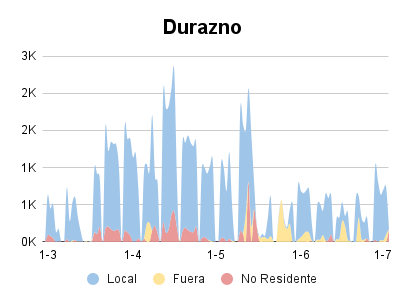 Durazno
3K
2K
2K
1K
1K
0K
1-3
1-4
1-5
1-6
1-7
Local
Fuera
No Residente